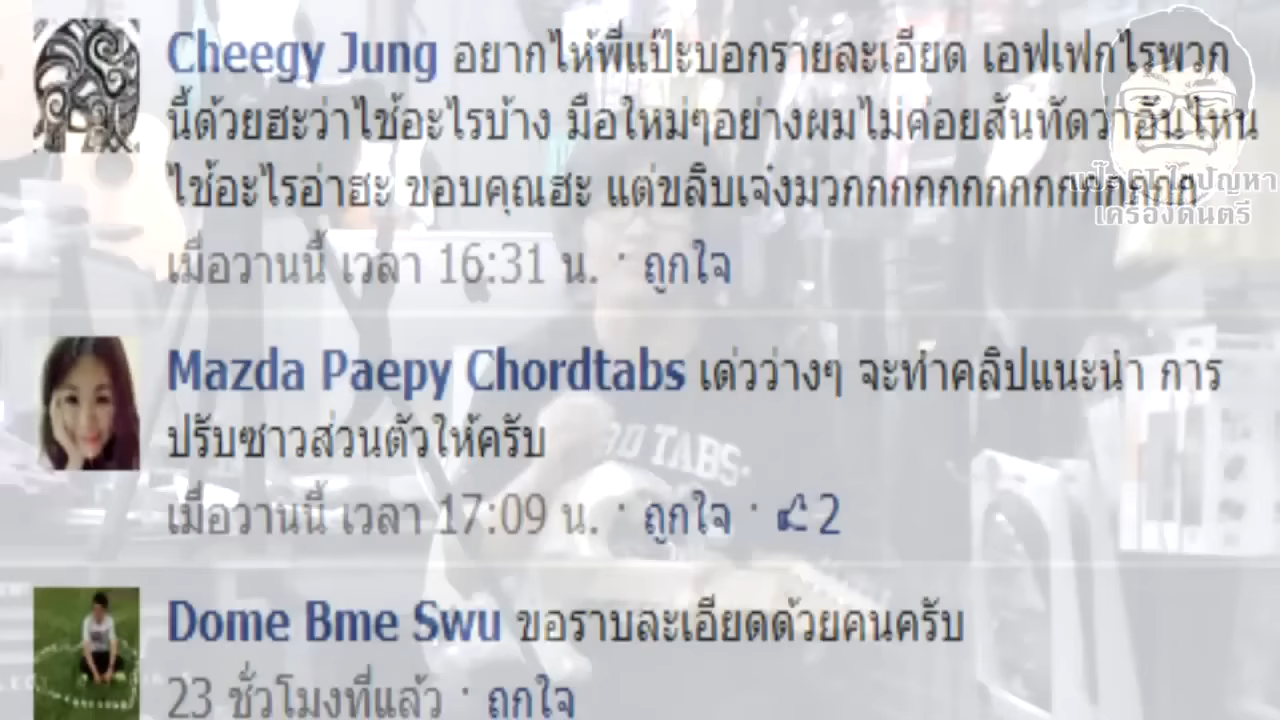 Cheegy Jung อยากไห้พี่แป๊ะบอกรายละเอียด เอฟเฟกไรพวก
นี้ด้วยฮะว่าไช้อะไรบ้าง มือใหม่ๆอย่างผมไม่ค่อยสันทัดว่าอันไหน
ไช้อะไรอ่าฮะ ขอบคุณฮะ แต่ขลิบเจ๋งมวกกกกกกกกกกกกกกก
เมื่อวานนี้ เวลา 16:31 น. · ถูกใจ
Mazda Paepy Chordtabs เด่วว่างๆ จะทำคลิปแนะนำ การ
ปรับซาวส่วนตัวให้ครับ
เมื่อวานนี้ เวลา 17:09 น. · ถูกใจ · 2
Dome Bme Swu ขอราบละเอียดด้วยคนครับ
23 ชั่วโมงที่แล้ว · ถูกใจ
แป๊ะ CT ไขปัญหา
เครื่องดนตรี
TABS